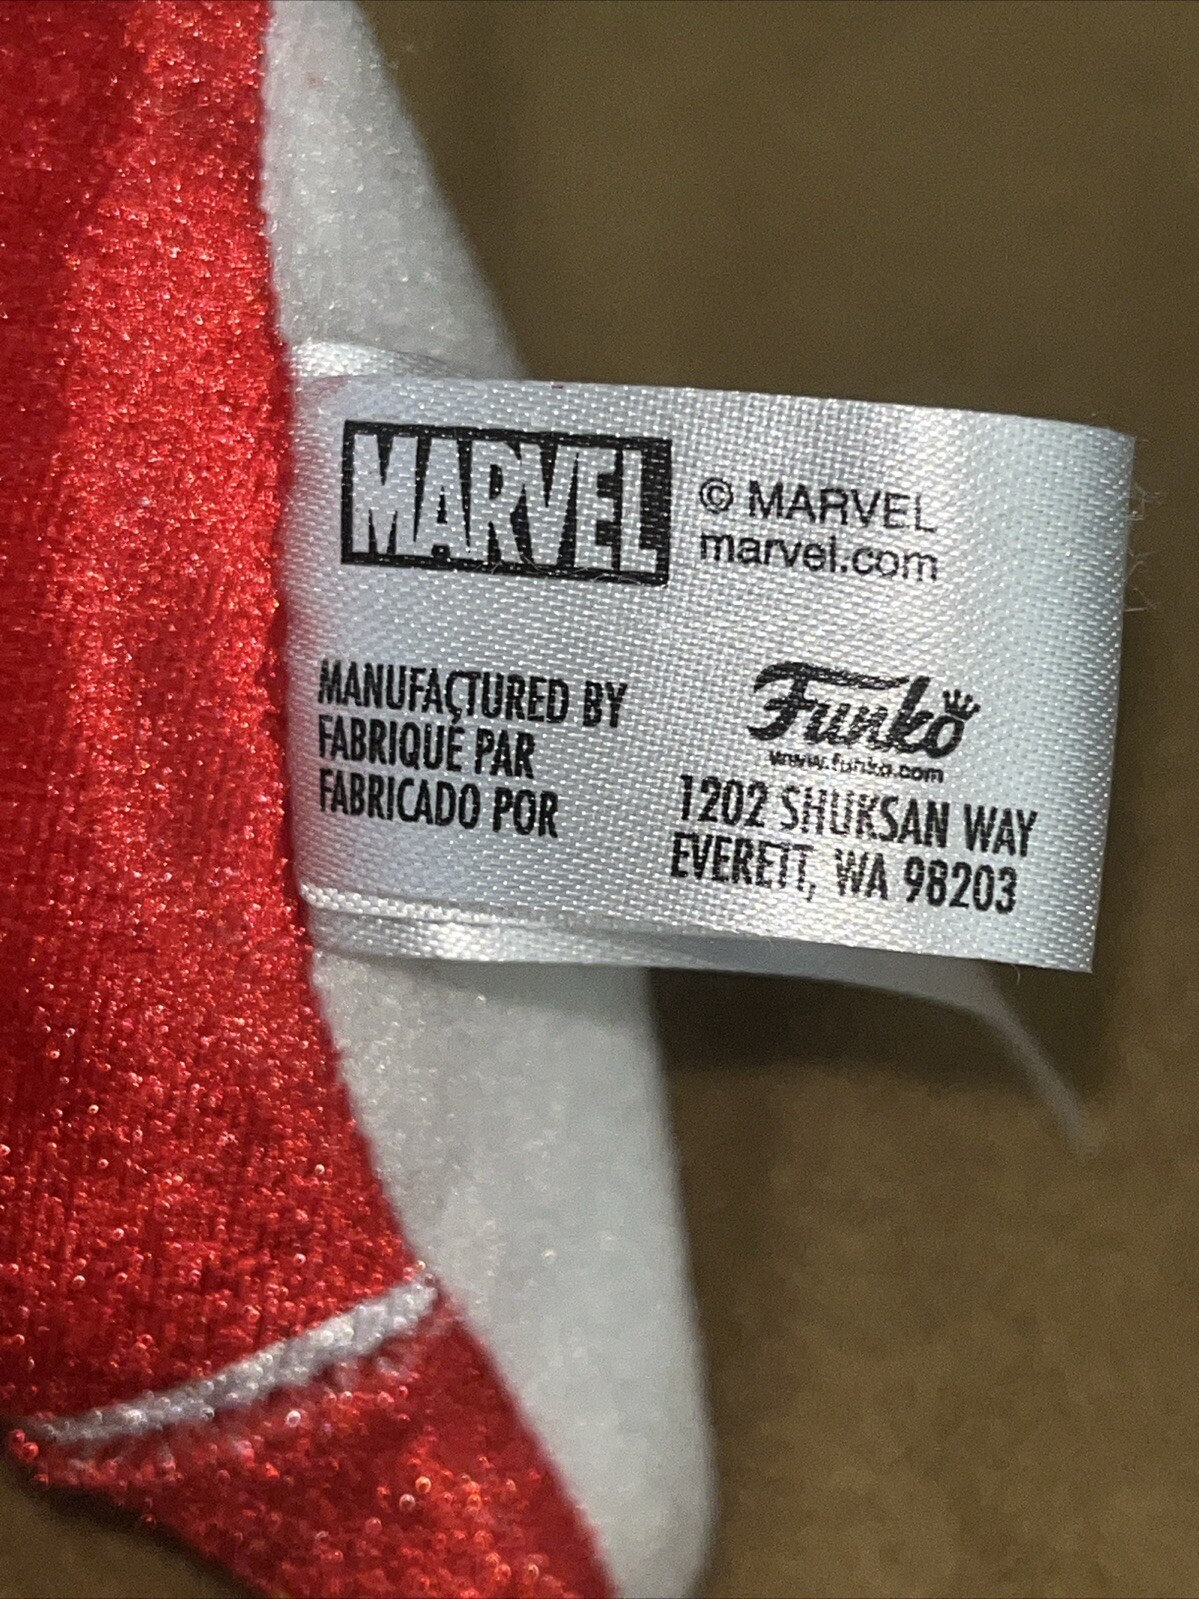 MARVEL
© MARVEL
marvel.com
MANUFACTURED BY
FABRIQUÉ PAR
FABRICADO POR
Funko
www.funko.com
1202 SHUKSAN WAY
EVERETT, WA 98203